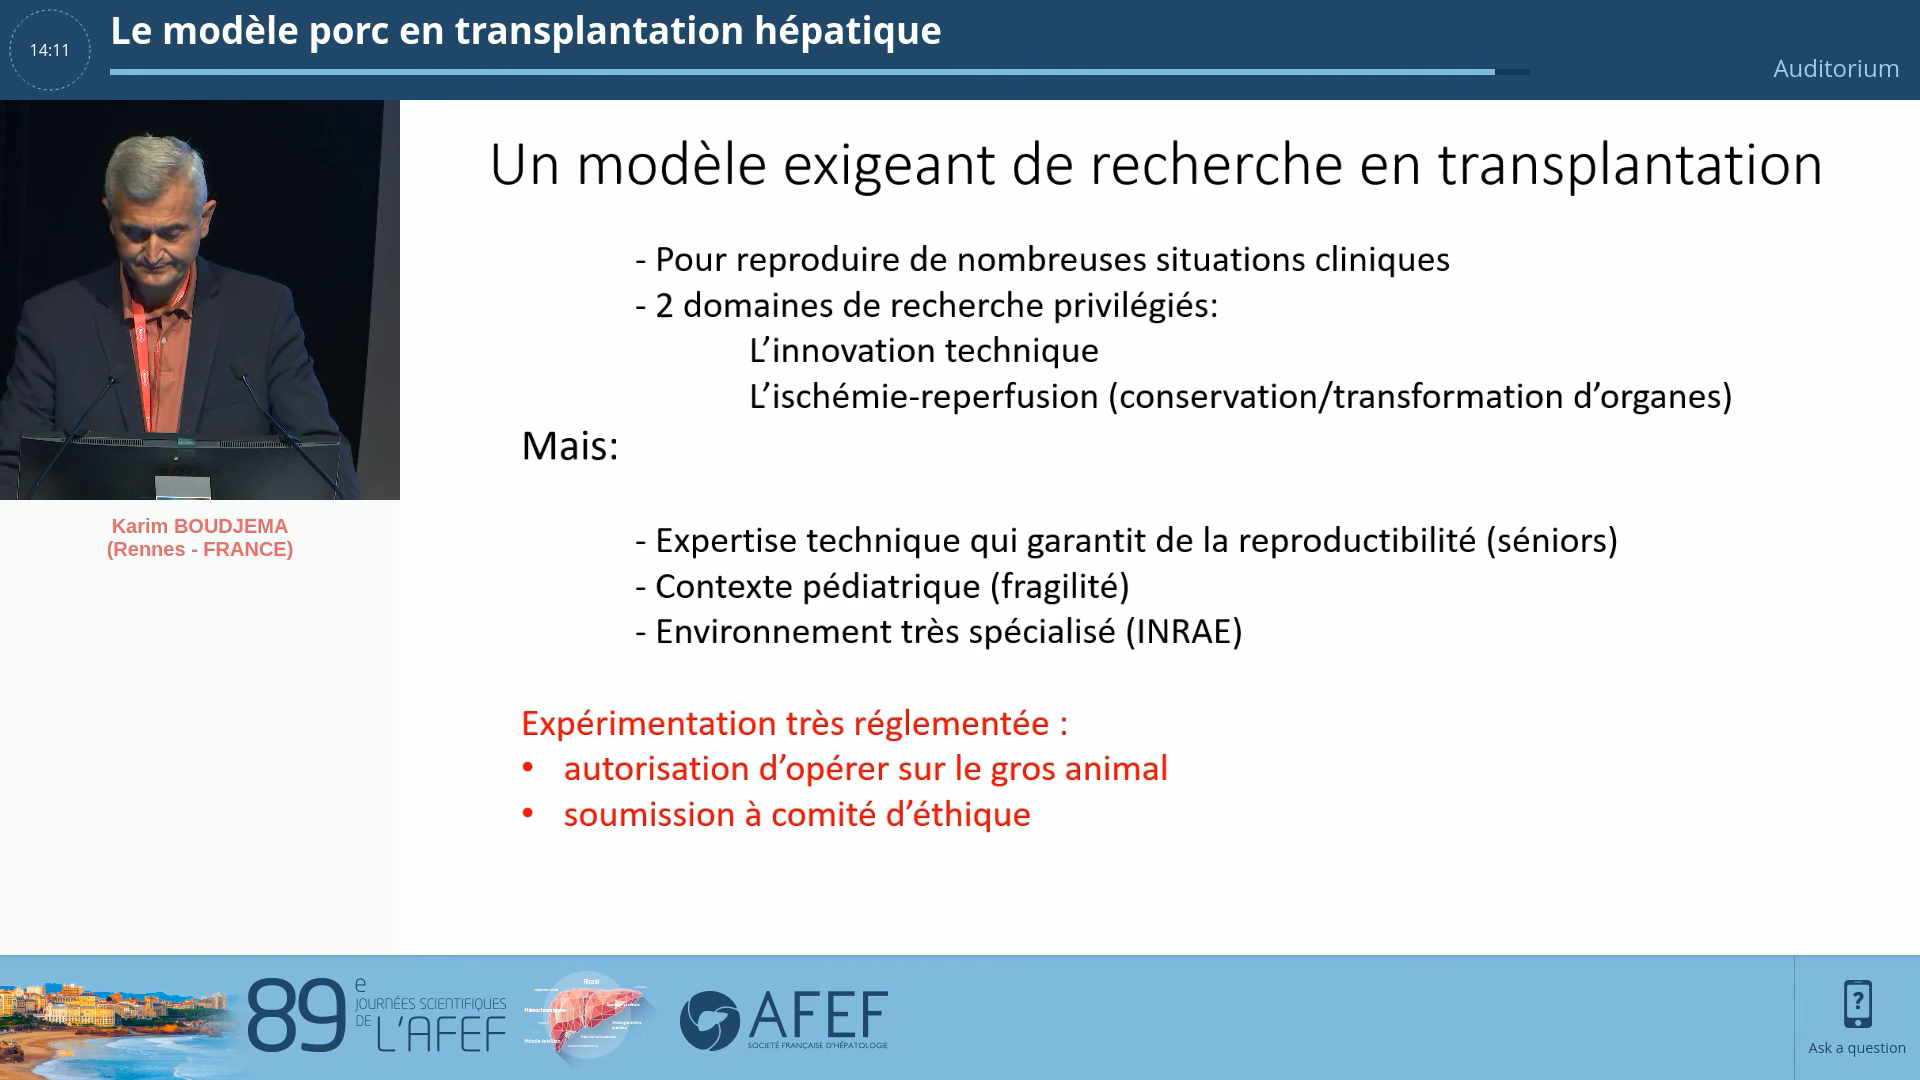 14:11
Le modèle porc en transplantation hépatique
Auditorium
Un modèle exigeant de recherche en transplantation
- Pour reproduire de nombreuses situations cliniques
- 2 domaines de recherche privilégiés:
L’innovation technique
L’ischémie-reperfusion (conservation/transformation d’organes)
Mais:
- Expertise technique qui garantit de la reproductibilité (séniors)
- Contexte pédiatrique (fragilité)
- Environnement très spécialisé (INRAE)
Expérimentation très réglementée :
• autorisation d’opérer sur le gros animal
• soumission à comité d’éthique
Karim BOUDJEMA
(Rennes - FRANCE)
89e
JOURNÉES SCIENTIFIQUES
DE L'AFEF
AFEF
SOCIÉTÉ FRANÇAISE D'HÉPATOLOGIE
?
Ask a question